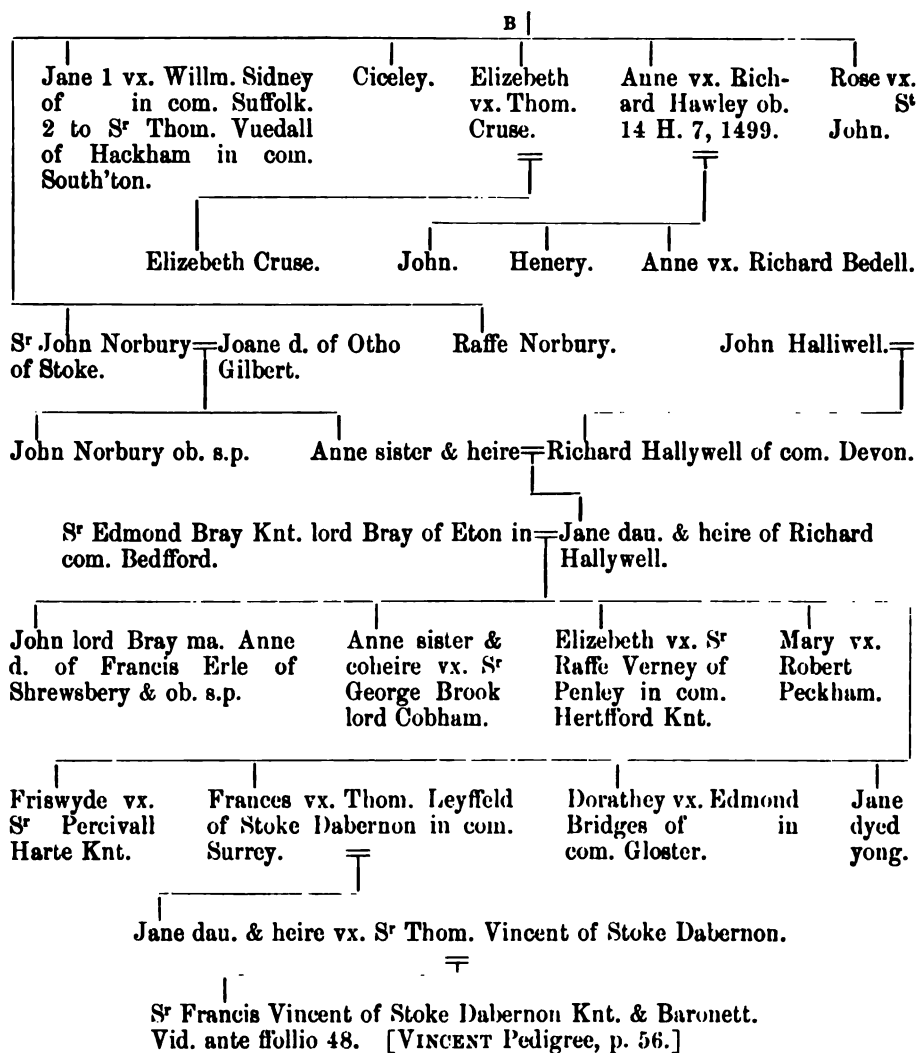 B
Jane 1 vx. Willm. Sidney
of in com. Suffolk.
2 to Sr Thom. Vuedall
of Hackham in com.
South'ton.
Ciceley.
Elizebeth
vx. Thom.
Cruse.
Anne vx. Rich-
ard Hawley ob.
14 H. 7, 1499.
Rose vx.
St
John.
Elizebeth Cruse.
John.
Henery.
Anne vx. Richard Bedell.
Sr John Norbury
of Stoke.
Joane d. of Otho
Gilbert.
Raffe Norbury.
John Halliwell.
John Norbury ob. s.p.
Anne sister & heire
Richard Hallywell of com. Devon.
Sr Edmond Bray Knt. lord Bray of Eton in
com. Bedfford.
Jane dau. & heire of Richard
Hallywell.
John lord Bray ma. Anne
d. of Francis Erle of
Shrewsbery & ob. s.p.
Anne sister &
coheire vx. Sr
George Brook
lord Cobham.
Elizebeth vx. Sr
Raffe Verney of
Penley in com.
Hertfford Knt.
Mary vx.
Robert
Peckham.
Friswyde vx.
Sr Percivall
Harte Knt.
Frances vx. Thom. Leyffeld
of Stoke Dabernon in com.
Surrey.
Dorathey vx. Edmond
Bridges of in
com. Gloster.
Jane
dyed
yong.
Jane dau. & heire vx. Sr Thom. Vincent of Stoke Dabernon.
Sr Francis Vincent of Stoke Dabernon Knt. & Baronett.
Vid. ante ffollio 48. [VINCENT Pedigree, p. 56.]